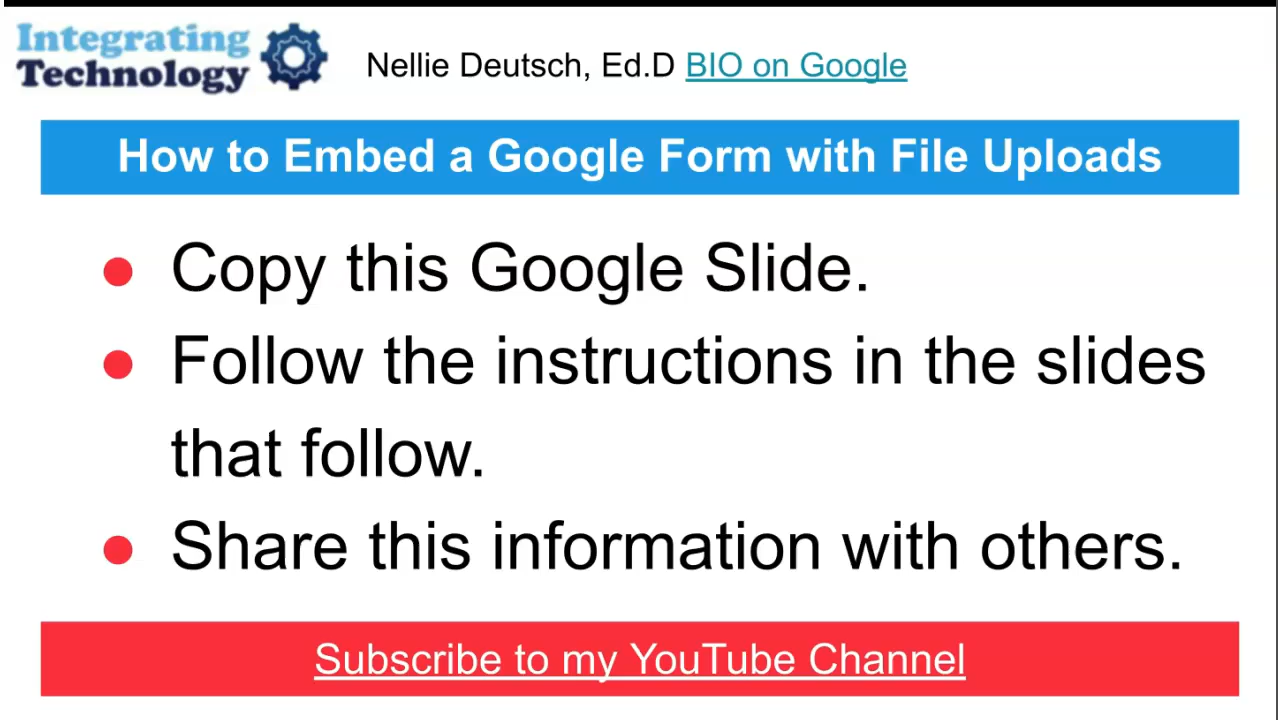 Integrating
Technology
Nellie Deutsch, Ed.D BIO on Google
How to Embed a Google Form with File Uploads
● Copy this Google Slide.
● Follow the instructions in the slides
that follow.
● Share this information with others.
Subscribe to my YouTube Channel